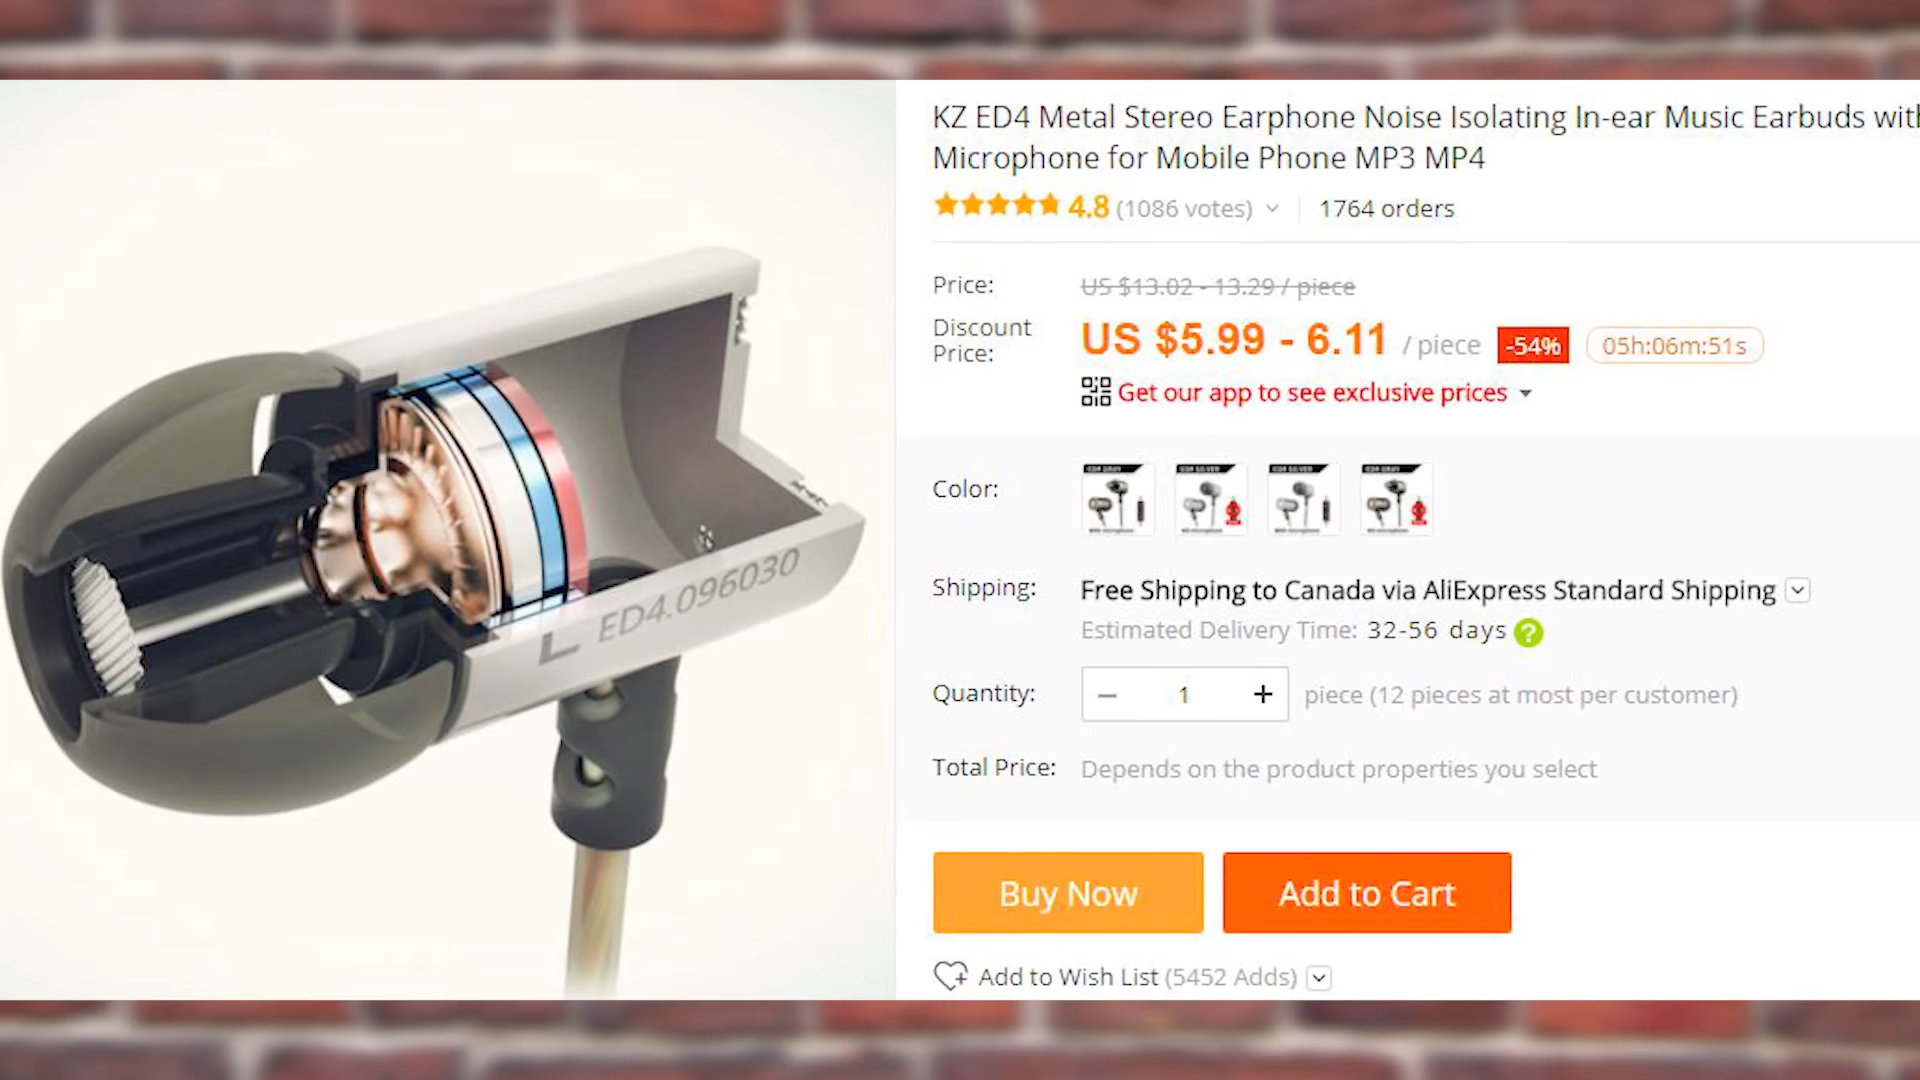 KZ ED4 Metal Stereo Earphone Noise Isolating In-ear Music Earbuds with
Microphone for Mobile Phone MP3 MP4
4.8 (1086 votes) 1764 orders
Price: US $13.02 - 13.29 / piece
Discount Price: US $5.99 - 6.11 / piece -54% 05h:06m:51s
Get our app to see exclusive prices
Color:
Shipping: Free Shipping to Canada via AliExpress Standard Shipping
Estimated Delivery Time: 32-56 days ?
Quantity: − 1 + piece (12 pieces at most per customer)
Total Price: Depends on the product properties you select
Buy Now Add to Cart
Add to Wish List (5452 Adds)
L ED4.096030